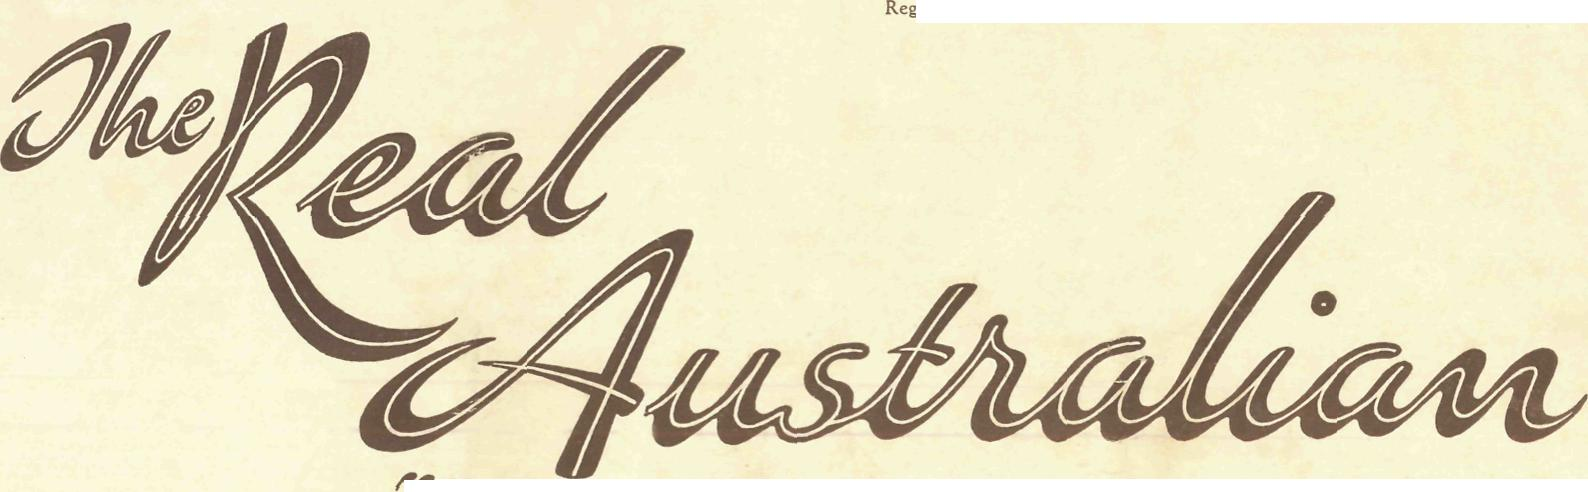 Reg
The Real
Australian